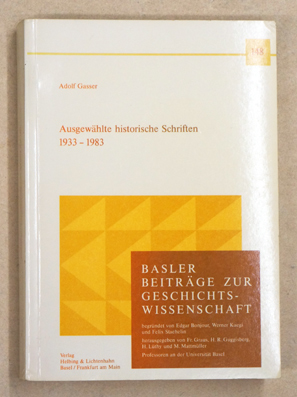 148
Adolf Gasser
Ausgewählte historische Schriften
1933 – 1983
BASLER
BEITRÄGE ZUR
GESCHICHTS-
WISSENSCHAFT
begründet von Edgar Bonjour, Werner Kaegi
und Felix Staehelin
herausgegeben von Fr. Graus, H. R. Guggisberg,
H. Lüthy und M. Mattmüller
Professoren an der Universität Basel
Verlag
Helbing & Lichtenhahn
Basel / Frankfurt am Main